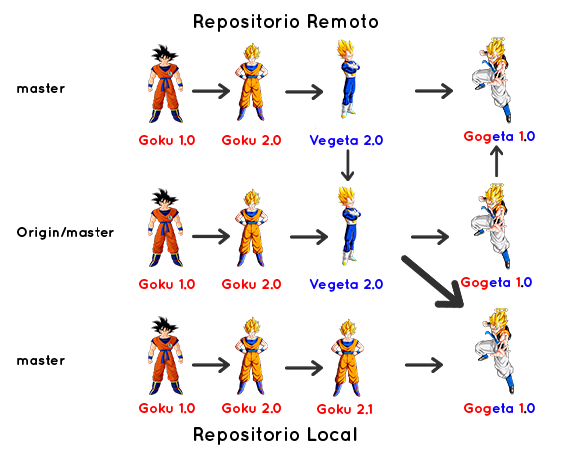 Repositorio Remoto
master
Goku 1.0
Goku 2.0
Vegeta 2.0
Gogeta 1.0
Origin/master
Goku 1.0
Goku 2.0
Vegeta 2.0
Gogeta 1.0
master
Goku 1.0
Goku 2.0
Goku 2.1
Gogeta 1.0
Repositorio Local